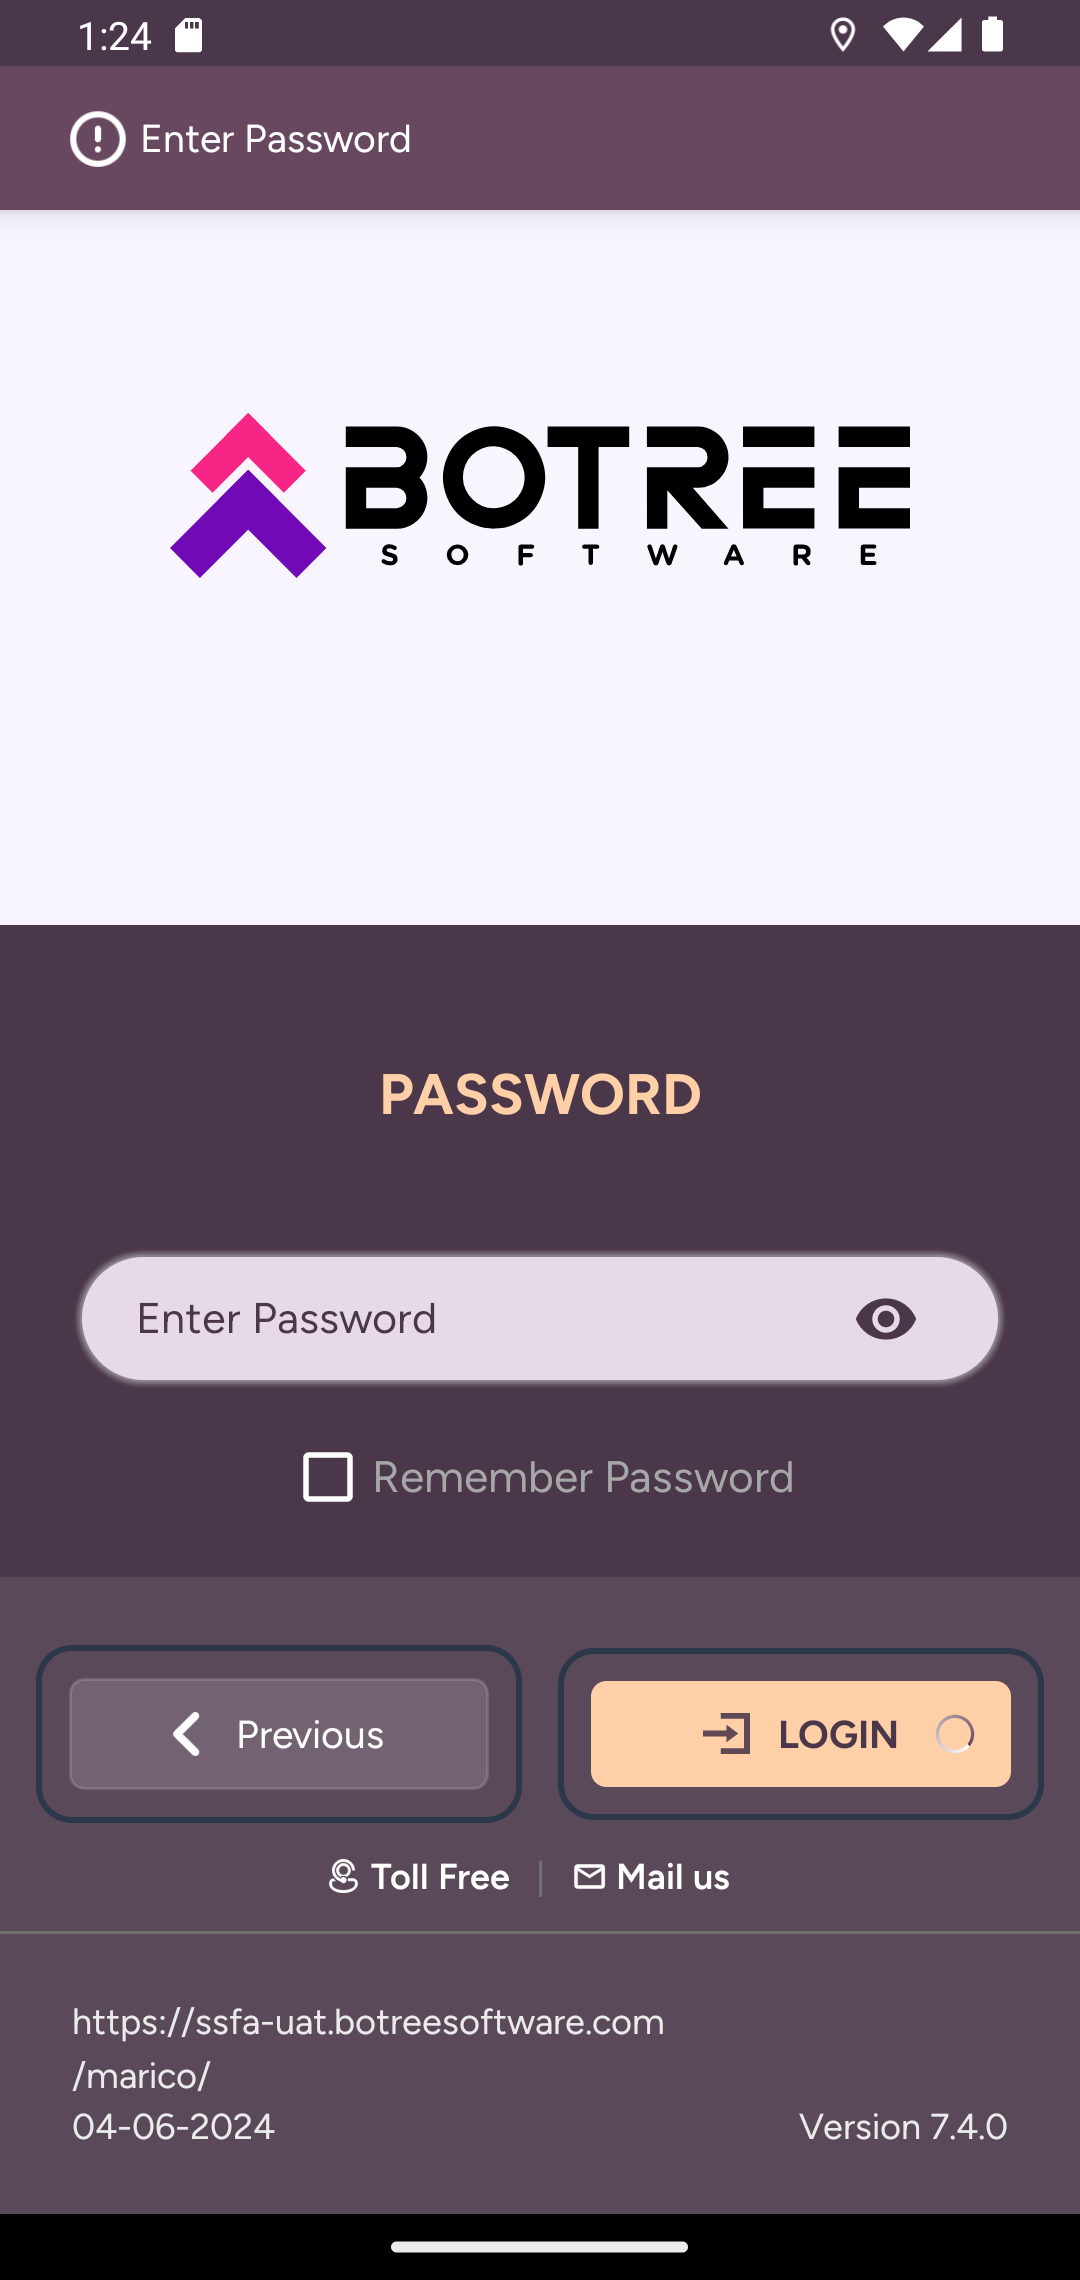 1:24
Enter Password
BOTREE
SOFTWARE
PASSWORD
Enter Password
Remember Password
Previous
LOGIN
Toll Free | Mail us
https://ssfa-uat.botreesoftware.com
/marico/
04-06-2024
Version 7.4.0